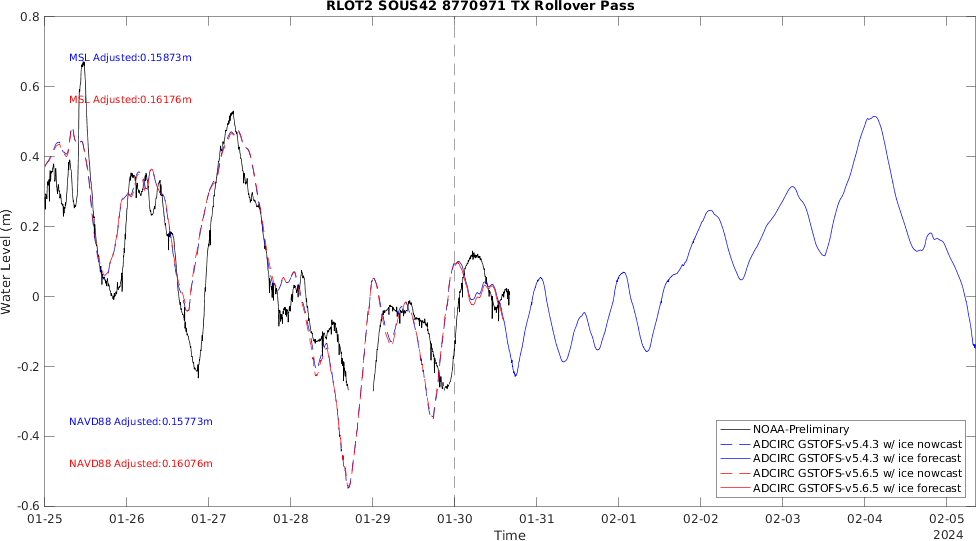 RLOT2 SOUS42 8770971 TX Rollover Pass
0.8
0.6
0.4
0.2
0
-0.2
-0.4
-0.6
Water Level (m)
MSL Adjusted:0.15873m
MSL Adjusted:0.16176m
NAVD88 Adjusted:0.15773m
NAVD88 Adjusted:0.16076m
NOAA-Preliminary
ADCIRC GSTOFS-v5.4.3 w/ ice nowcast
ADCIRC GSTOFS-v5.4.3 w/ ice forecast
ADCIRC GSTOFS-v5.6.5 w/ ice nowcast
ADCIRC GSTOFS-v5.6.5 w/ ice forecast
01-25 01-26 01-27 01-28 01-29 01-30 01-31 02-01 02-02 02-03 02-04 02-05
Time
2024